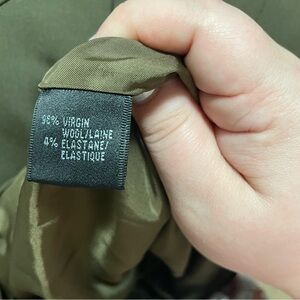 96% VIRGIN
WOOL/LAINE
4% ELASTANE/
ELASTIQUE